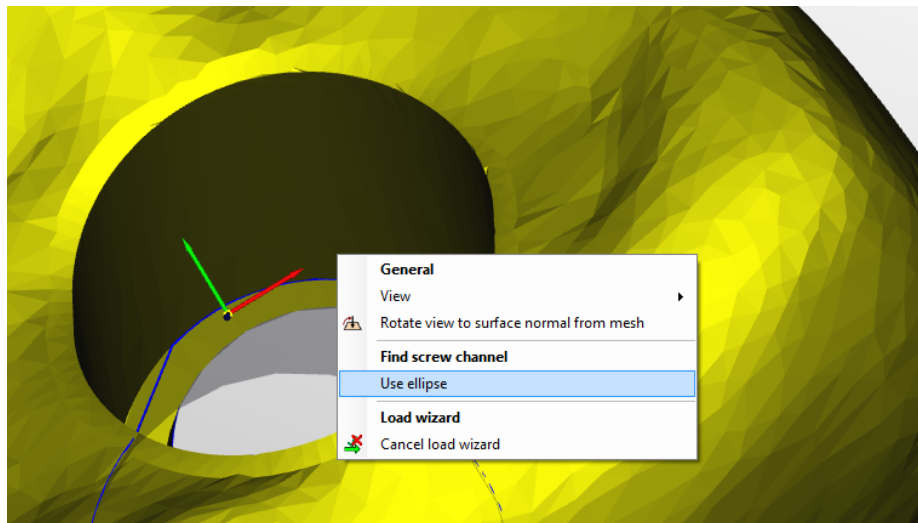 General
View
Rotate view to surface normal from mesh
Find screw channel
Use ellipse
Load wizard
Cancel load wizard